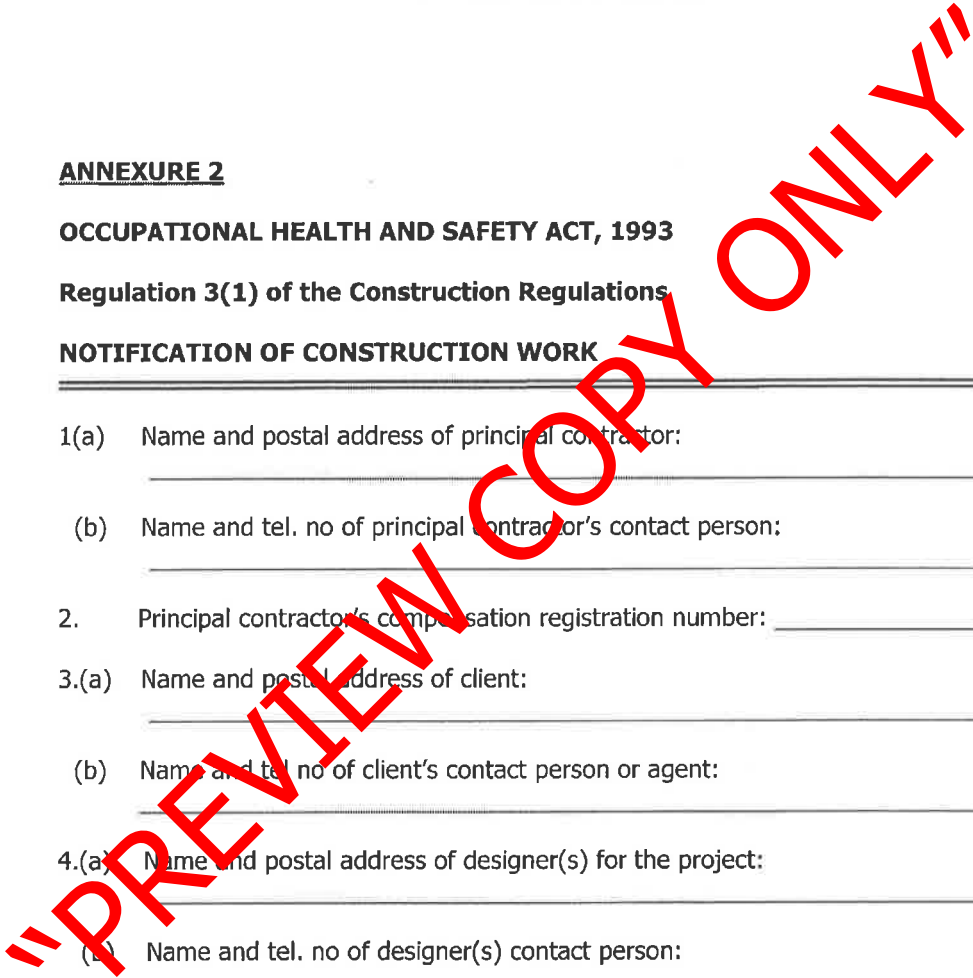 ANNEXURE 2
OCCUPATIONAL HEALTH AND SAFETY ACT, 1993
Regulation 3(1) of the Construction Regulations
NOTIFICATION OF CONSTRUCTION WORK
1(a) Name and postal address of principal contractor:
(b) Name and tel. no of principal contractor's contact person:
2. Principal contractor's compensation registration number:
3.(a) Name and postal address of client:
(b) Name and tel no of client's contact person or agent:
4.(a) Name and postal address of designer(s) for the project:
(b) Name and tel. no of designer(s) contact person:
"PREVIEW COPY ONLY"